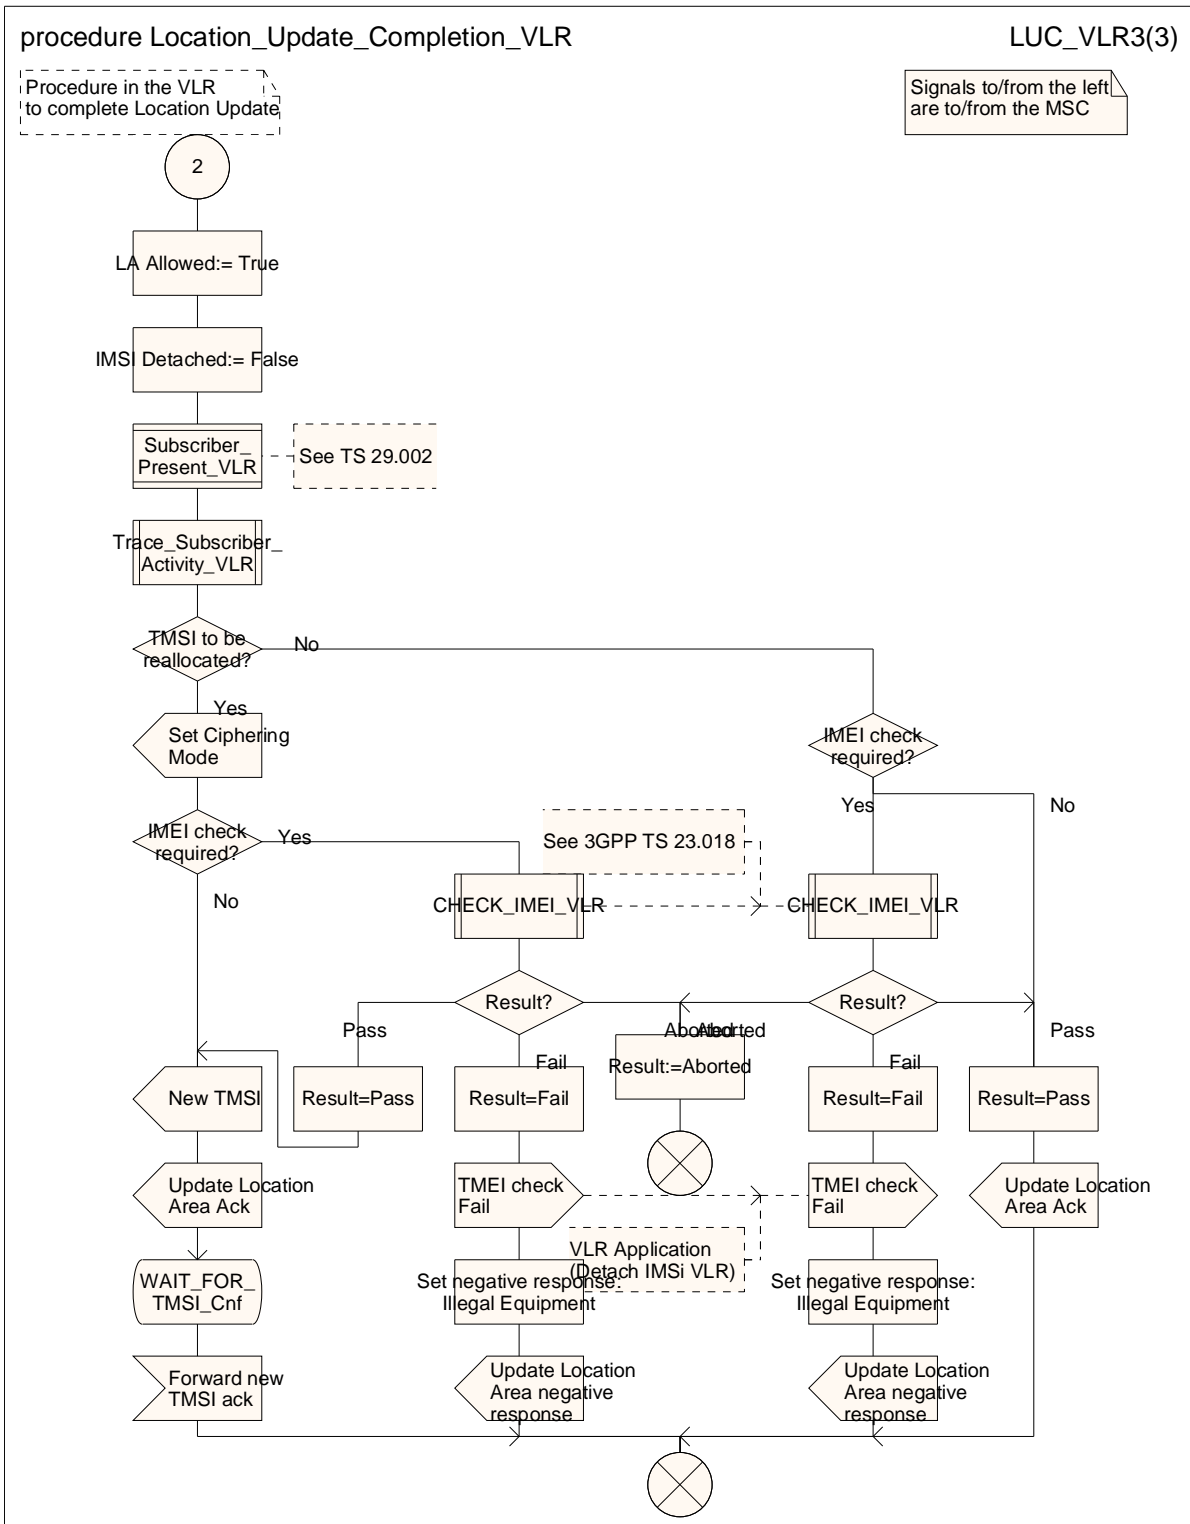 procedure Location_Update_Completion_VLR
LUC_VLR3(3)
Procedure in the VLR
to complete Location Update
Signals to/from the left
are to/from the MSC
2
LA Allowed:= True
IMSI Detached:= False
Subscriber_
Present_VLR
See TS 29.002
Trace_Subscriber_
Activity_VLR
TMSI to be
reallocated?
No
Yes
Set Ciphering
Mode
IMEI check
required?
Yes
No
IMEI check
required?
Yes
No
See 3GPP TS 23.018
CHECK_IMEI_VLR
CHECK_IMEI_VLR
Result?
Result?
Pass
Aborted
Aborted
Pass
Fail
Result:=Aborted
Fail
New TMSI
Result=Pass
Result=Fail
Result=Fail
Result=Pass
Update Location
Area Ack
TMEI check
Fail
TMEI check
Fail
Update Location
Area Ack
VLR Application
(Detach IMSi VLR)
WAIT_FOR_
TMSI_Cnf
Set negative response:
Illegal Equipment
Set negative response:
Illegal Equipment
Forward new
TMSI ack
Update Location
Area negative
response
Update Location
Area negative
response